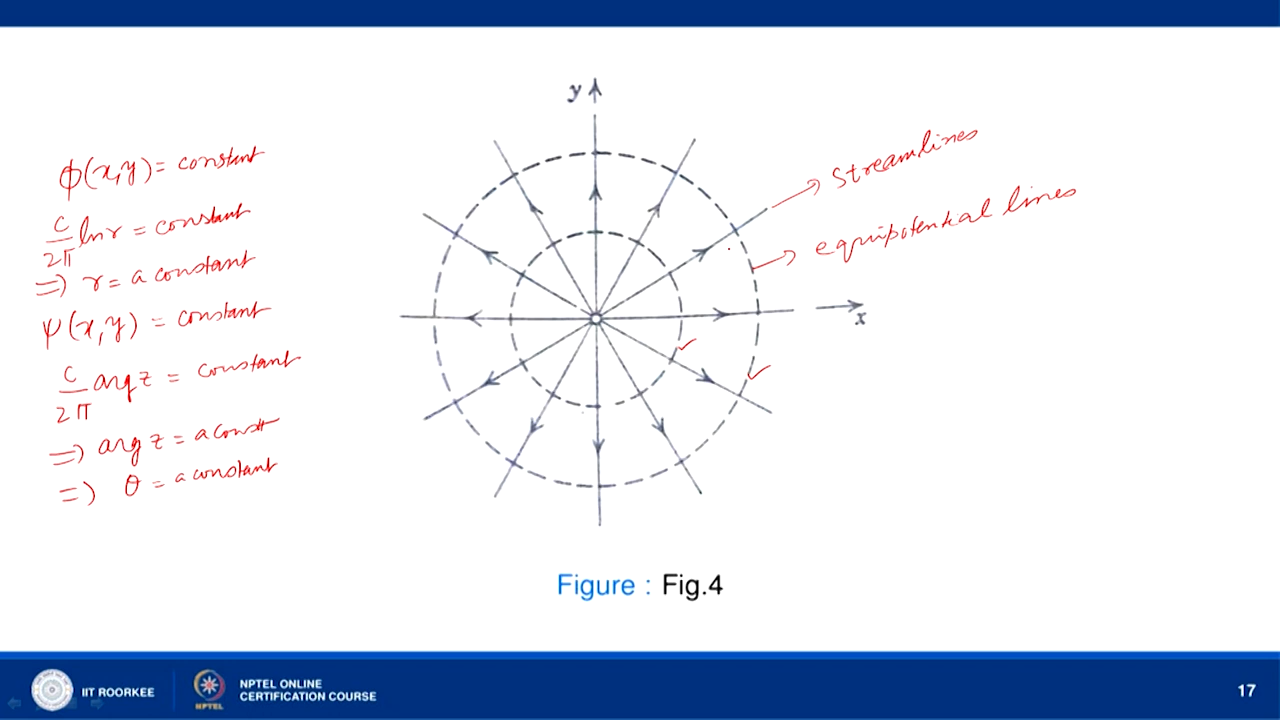 y
ϕ(x,y) = constant
c/2π ln r = constant
=) r = a constant
ψ(x,y) = constant
c/2π arg z = constant
=) arg z = a const
=) θ = a constant
Streamlines
equipotential lines
x
Figure : Fig.4
IIT ROORKEE
NPTEL
NPTEL ONLINE
CERTIFICATION COURSE
17